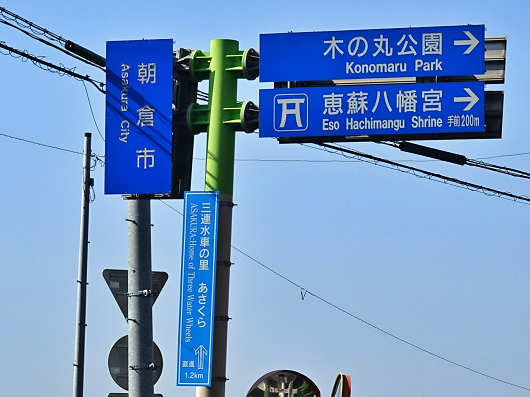 朝倉市
Asakura City
木の丸公園
Konomaru Park
恵蘇八幡宮
Eso Hachimangu Shrine 手前200m
三連水車の里 あさくら
ASAKURA:Home of Three Water Wheels
直進
1.2km